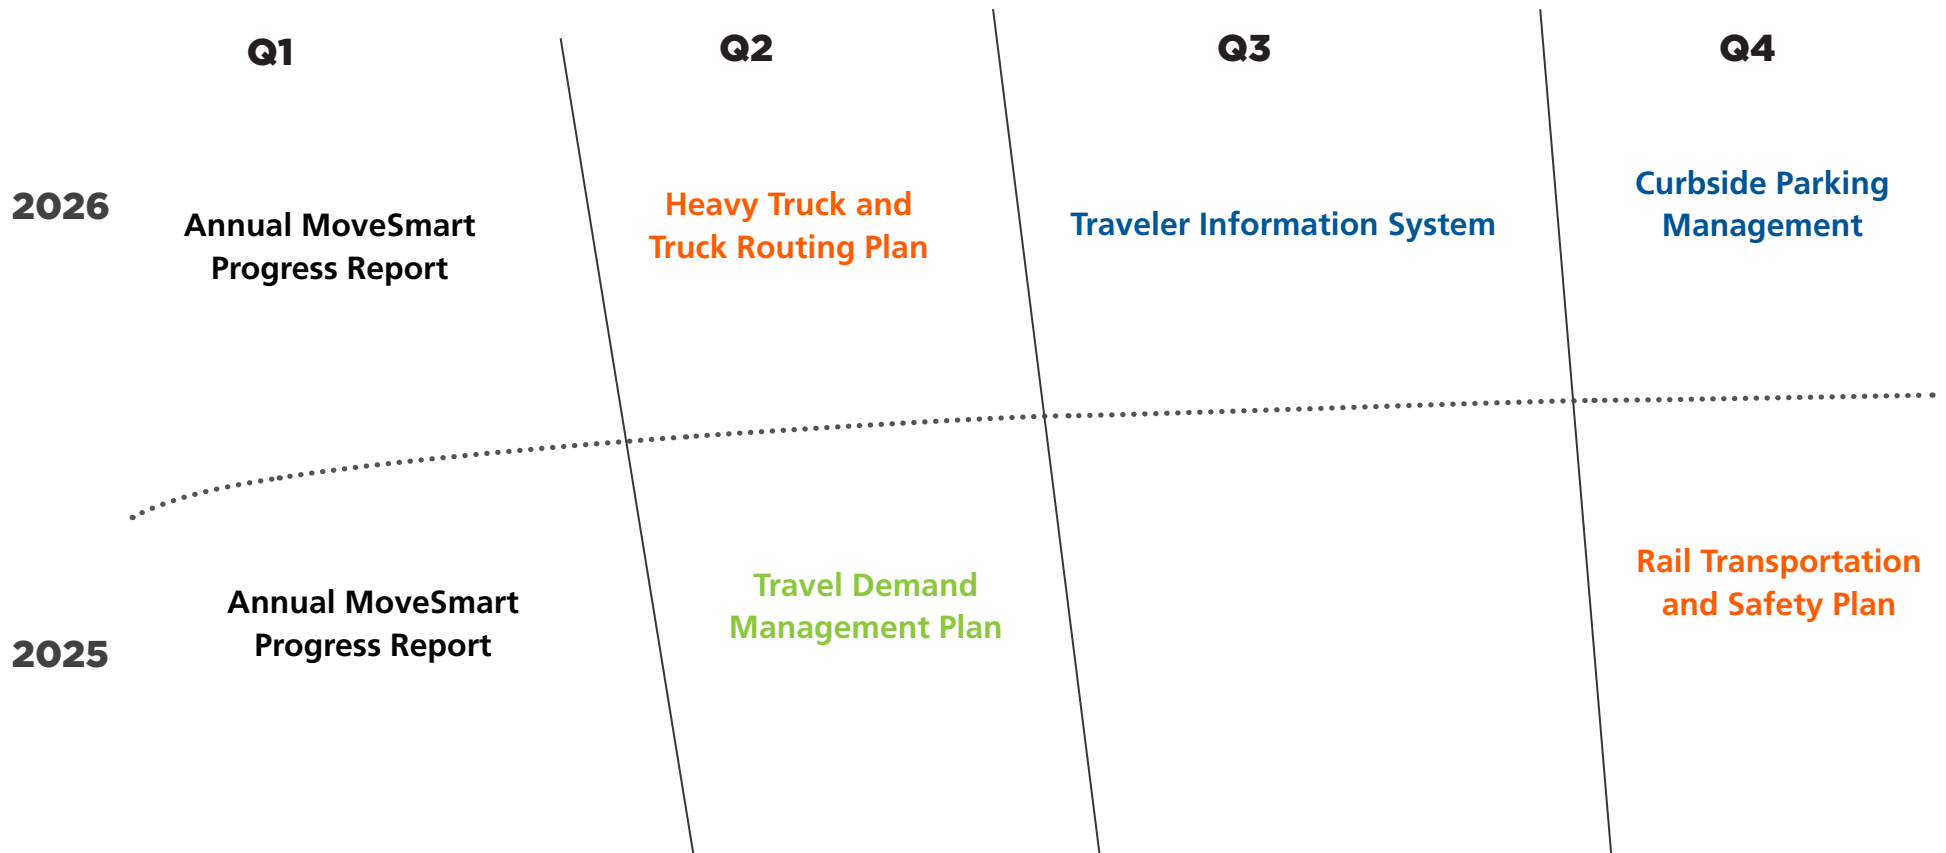 Q1
Q2
Q3
Q4
2026
Annual MoveSmart
Progress Report
Heavy Truck and
Truck Routing Plan
Traveler Information System
Curbside Parking
Management
2025
Annual MoveSmart
Progress Report
Travel Demand
Management Plan
Rail Transportation
and Safety Plan